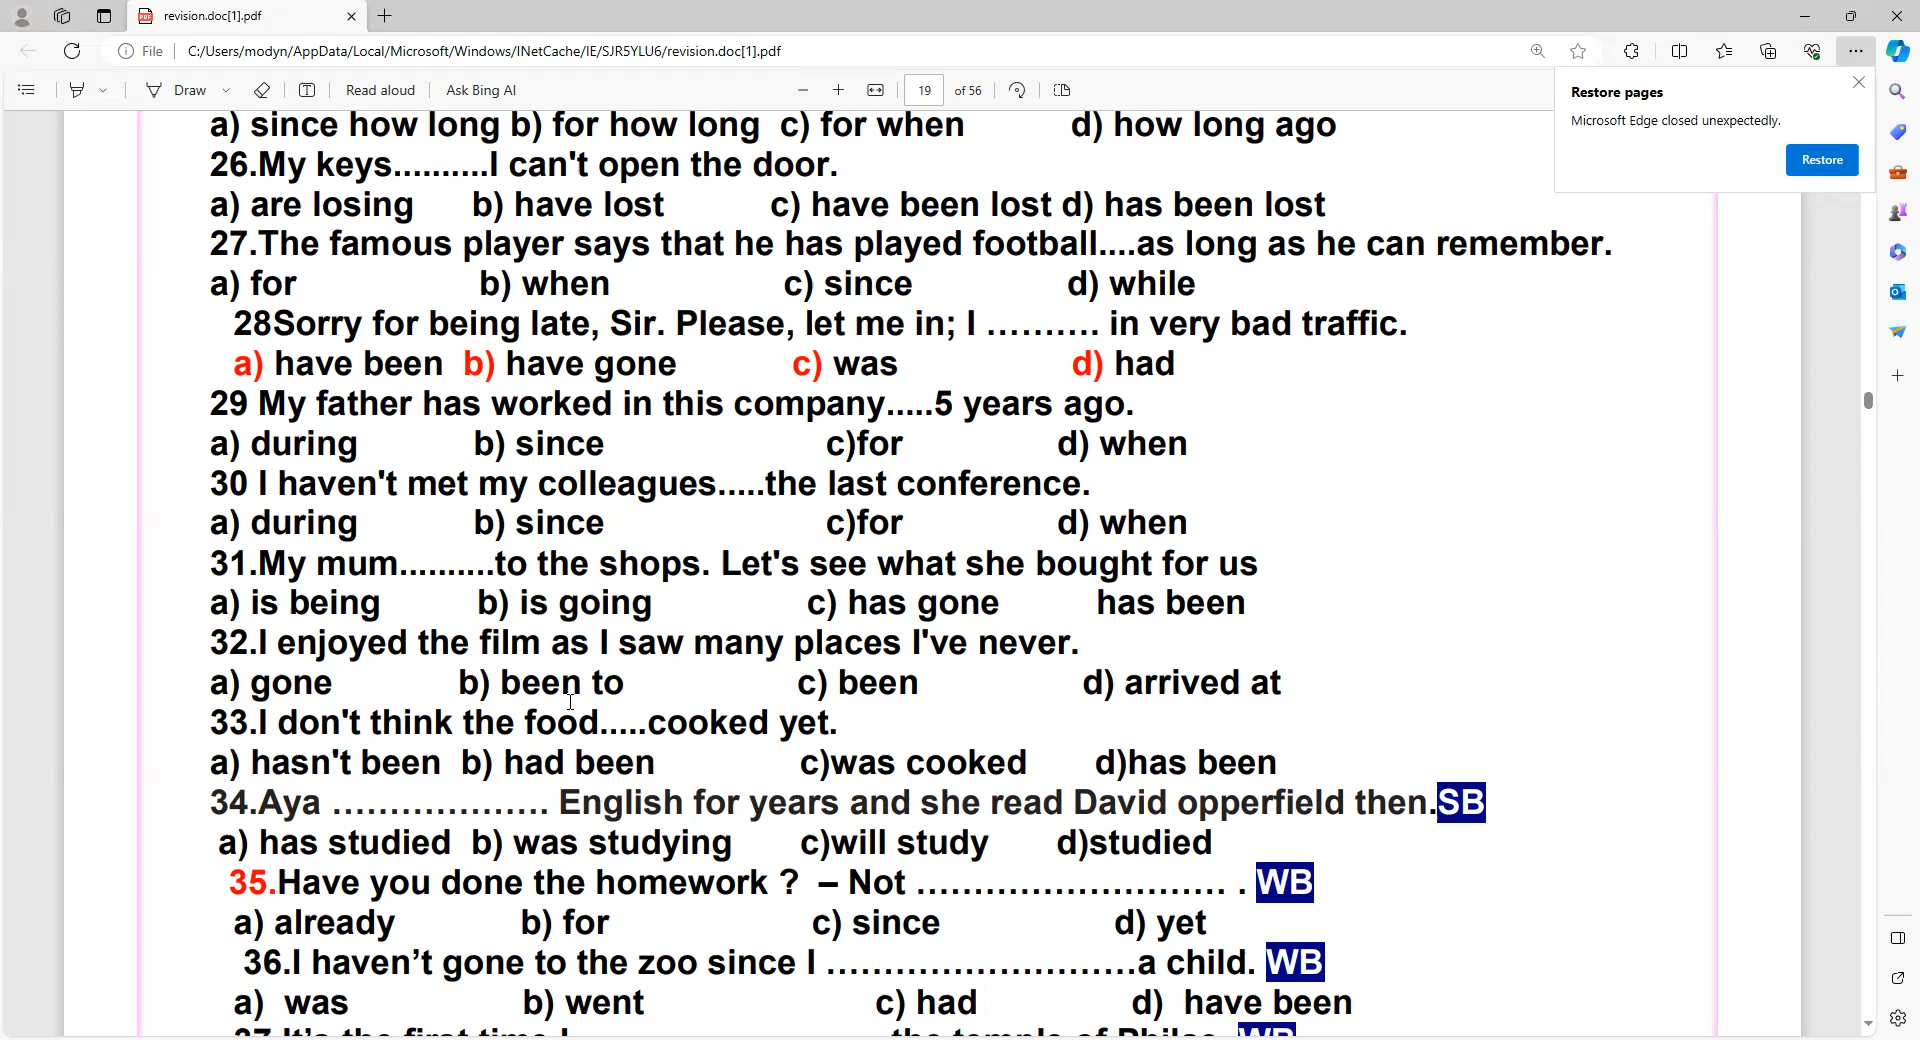 revision.doc[1].pdf
File C:/Users/modyn/AppData/Local/Microsoft/Windows/INetCache/IE/SJR5YLU6/revision.doc[1].pdf
Draw Read aloud Ask Bing AI 19 of 56
Restore pages
Microsoft Edge closed unexpectedly.
Restore
a) since how long b) for how long c) for when d) how long ago
26.My keys..........I can't open the door.
a) are losing b) have lost c) have been lost d) has been lost
27.The famous player says that he has played football....as long as he can remember.
a) for b) when c) since d) while
28Sorry for being late, Sir. Please, let me in; I .......... in very bad traffic.
a) have been b) have gone c) was d) had
29 My father has worked in this company.....5 years ago.
a) during b) since c)for d) when
30 I haven't met my colleagues.....the last conference.
a) during b) since c)for d) when
31.My mum..........to the shops. Let's see what she bought for us
a) is being b) is going c) has gone has been
32.I enjoyed the film as I saw many places I've never.
a) gone b) been to c) been d) arrived at
33.I don't think the food.....cooked yet.
a) hasn't been b) had been c)was cooked d)has been
34.Aya ................... English for years and she read David opperfield then.SB
a) has studied b) was studying c)will study d)studied
35.Have you done the homework ? – Not ........................... . WB
a) already b) for c) since d) yet
36.I haven’t gone to the zoo since I ...........................a child. WB
a) was b) went c) had d) have been
37.It's the first time I ............................ the temple of Philae. WB